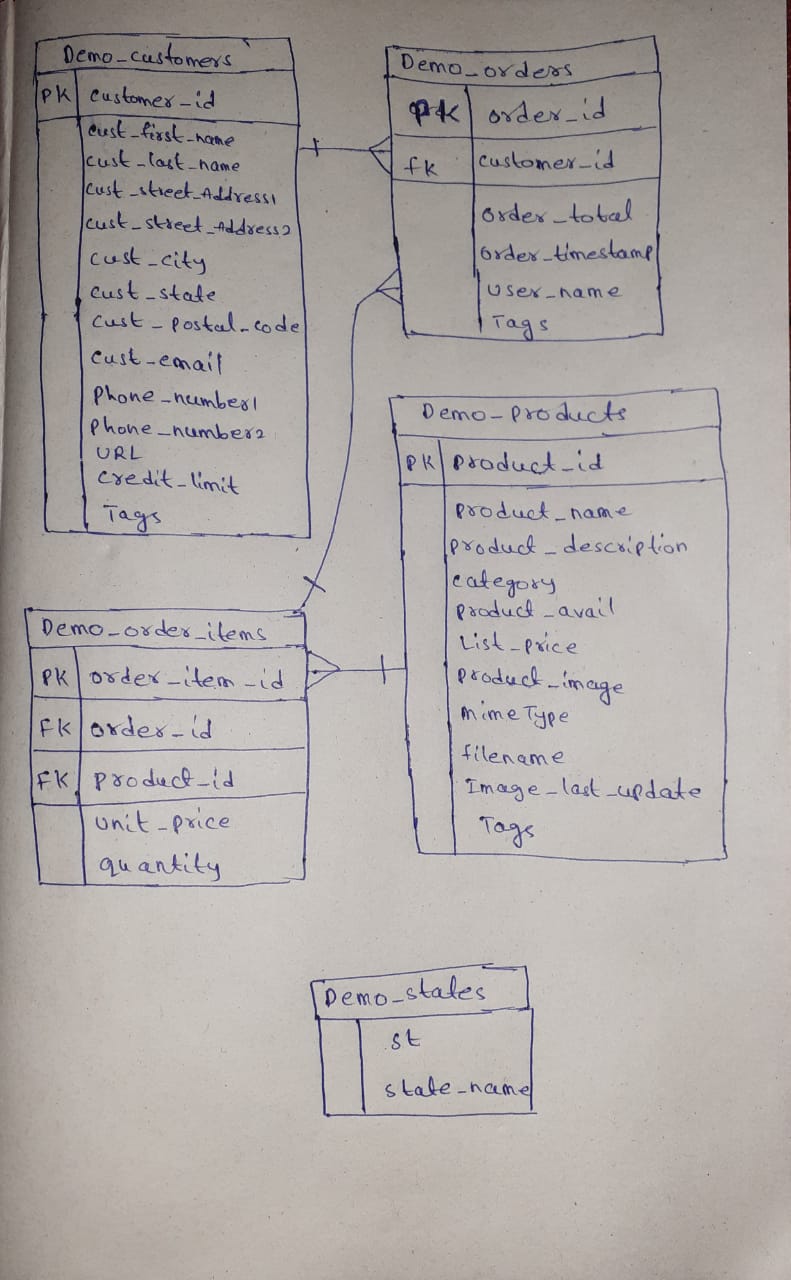 Demo_customers
PK customer_id
cust_first_name
cust_last_name
cust_street_Address1
cust_street_Address2
cust_city
cust_state
cust_postal_code
cust_email
Phone_number1
Phone_number2
URL
credit_limit
Tags
Demo_orders
PK order_id
fk customer_id
order_total
order_timestamp
user_name
Tags
Demo_products
PK product_id
product_name
product_description
category
product_avail
List_price
product_image
mimeType
filename
Image_last_update
Tags
Demo_order_items
PK order_item_id
FK order_id
FK product_id
unit_price
quantity
Demo_states
st
state_name